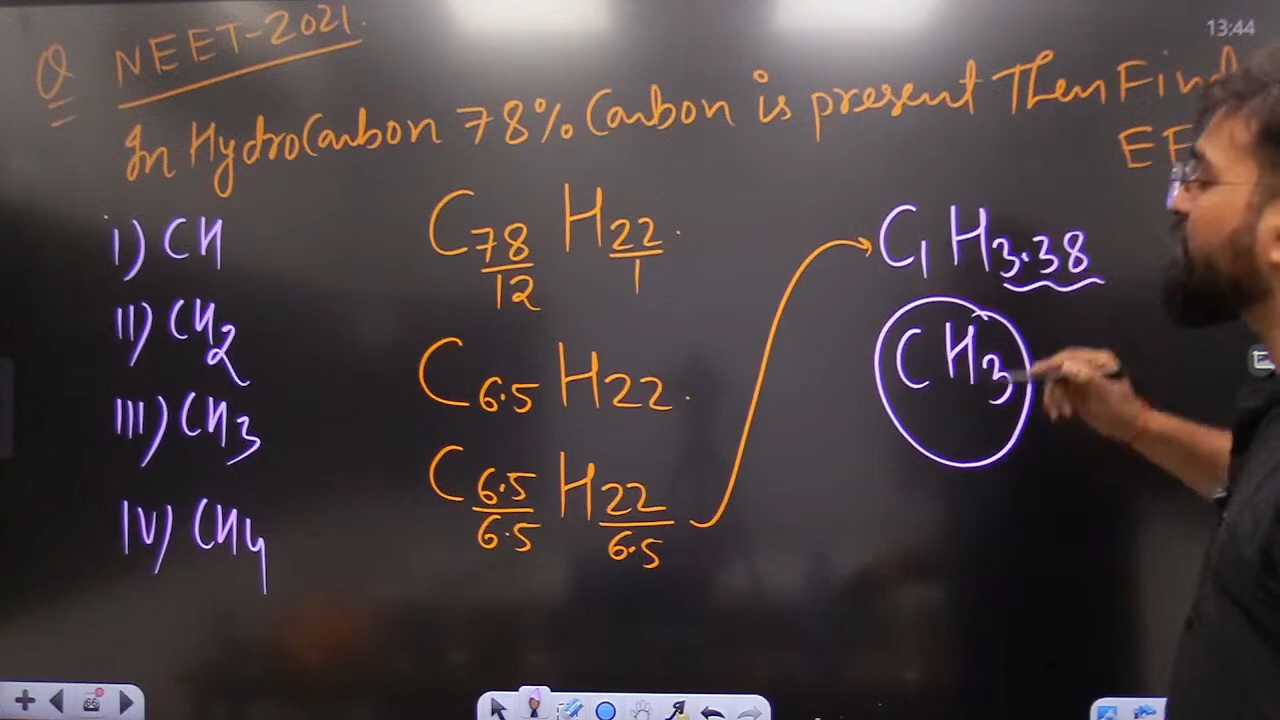 13:44
Q NEET-2021.
In HydroCarbon 78% Carbon is present Then Find
EF
i) CH
ii) CH2
iii) CH3
iv) CH4
C78/12 H22/1.
C6.5 H22.
C6.5/6.5 H22/6.5
C1 H3.38
CH3
66